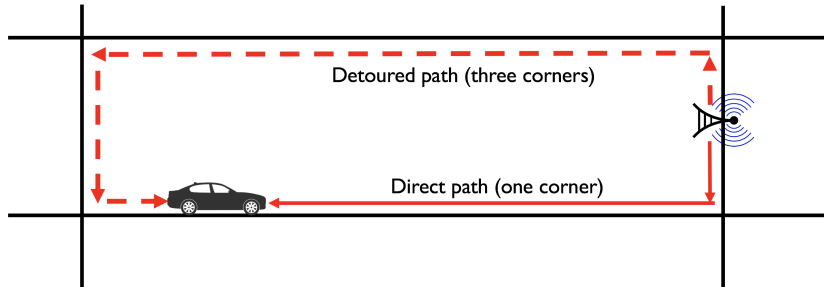 Detoured path (three corners)
Direct path (one corner)